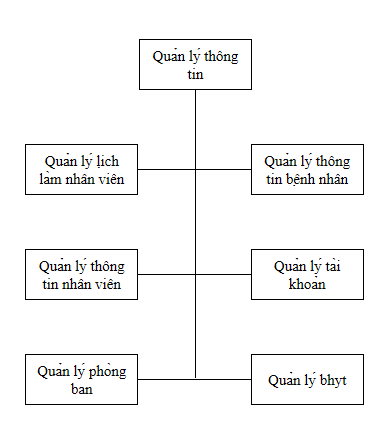 Quản lý thông
tin
Quản lý lịch
làm nhân viên
Quản lý thông
tin bệnh nhân
Quản lý thông
tin nhân viên
Quản lý tài
khoản
Quản lý phòng
ban
Quản lý bhyt